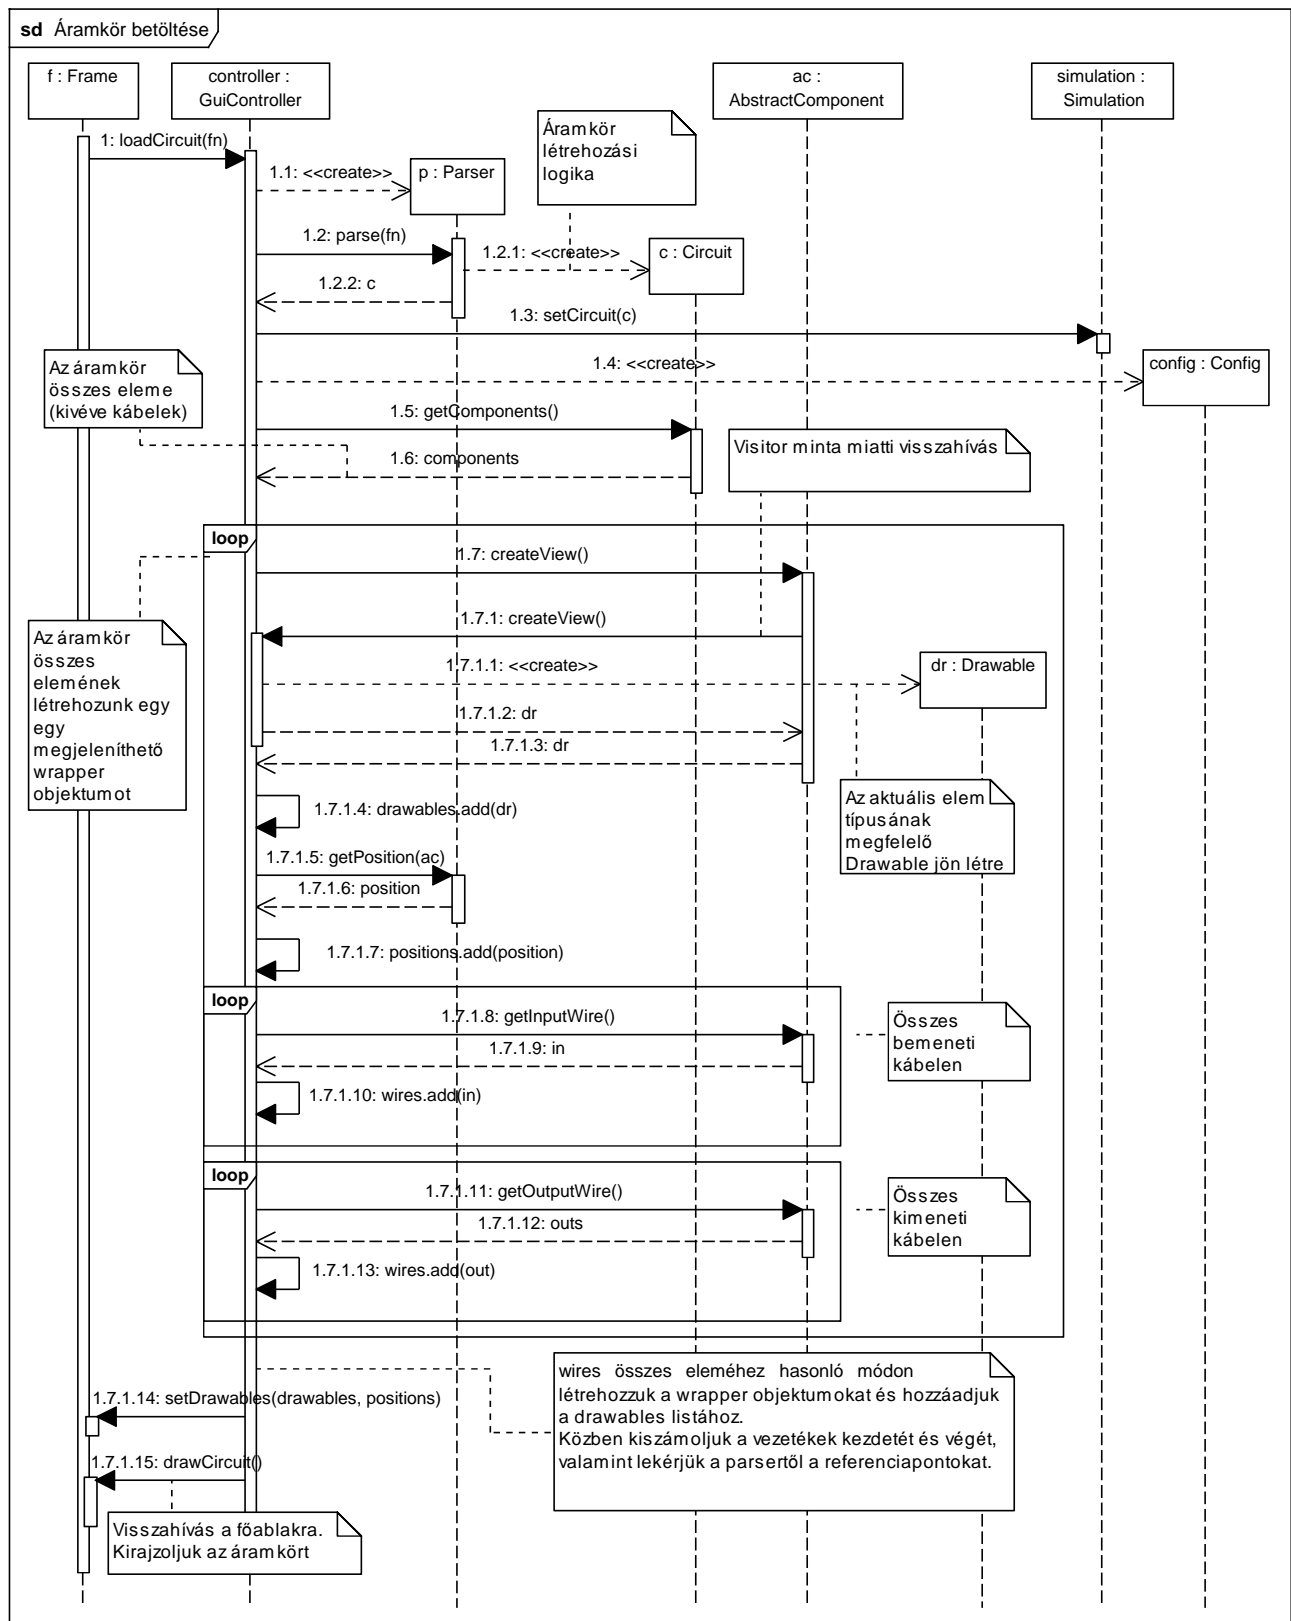 sd Áramkör betöltése
f : Frame
controller :
GuiController
ac :
AbstractComponent
simulation :
Simulation
Áramkör
létrehozási
logika
1: loadCircuit(fn)
1.1: <<create>>
p : Parser
1.2: parse(fn)
1.2.1: <<create>>
c : Circuit
1.2.2: c
1.3: setCircuit(c)
Az áramkör
összes eleme
(kivéve kábelek)
1.4: <<create>>
config : Config
1.5: getComponents()
1.6: components
Visitor minta miatti visszahívás
loop
1.7: createView()
1.7.1: createView()
Az áramkör
összes
elemének
létrehozunk egy
egy
megjeleníthető
wrapper
objektumot
1.7.1.1: <<create>>
dr : Drawable
1.7.1.2: dr
1.7.1.3: dr
1.7.1.4: drawables.add(dr)
Az aktuális elem
típusának
megfelelő
Drawable jön létre
1.7.1.5: getPosition(ac)
1.7.1.6: position
1.7.1.7: positions.add(position)
loop
1.7.1.8: getInputWire()
1.7.1.9: in
1.7.1.10: wires.add(in)
Összes
bemeneti
kábelen
loop
1.7.1.11: getOutputWire()
1.7.1.12: outs
1.7.1.13: wires.add(out)
Összes
kimeneti
kábelen
wires összes eleméhez hasonló módon
létrehozzuk a wrapper objektumokat és hozzáadjuk
a drawables listához.
Közben kiszámoljuk a vezetékek kezdetét és végét,
valamint lekérjük a parsertől a referenciapontokat.
1.7.1.14: setDrawables(drawables, positions)
1.7.1.15: drawCircuit()
Visszahívás a főablakra.
Kirajzoljuk az áramkört